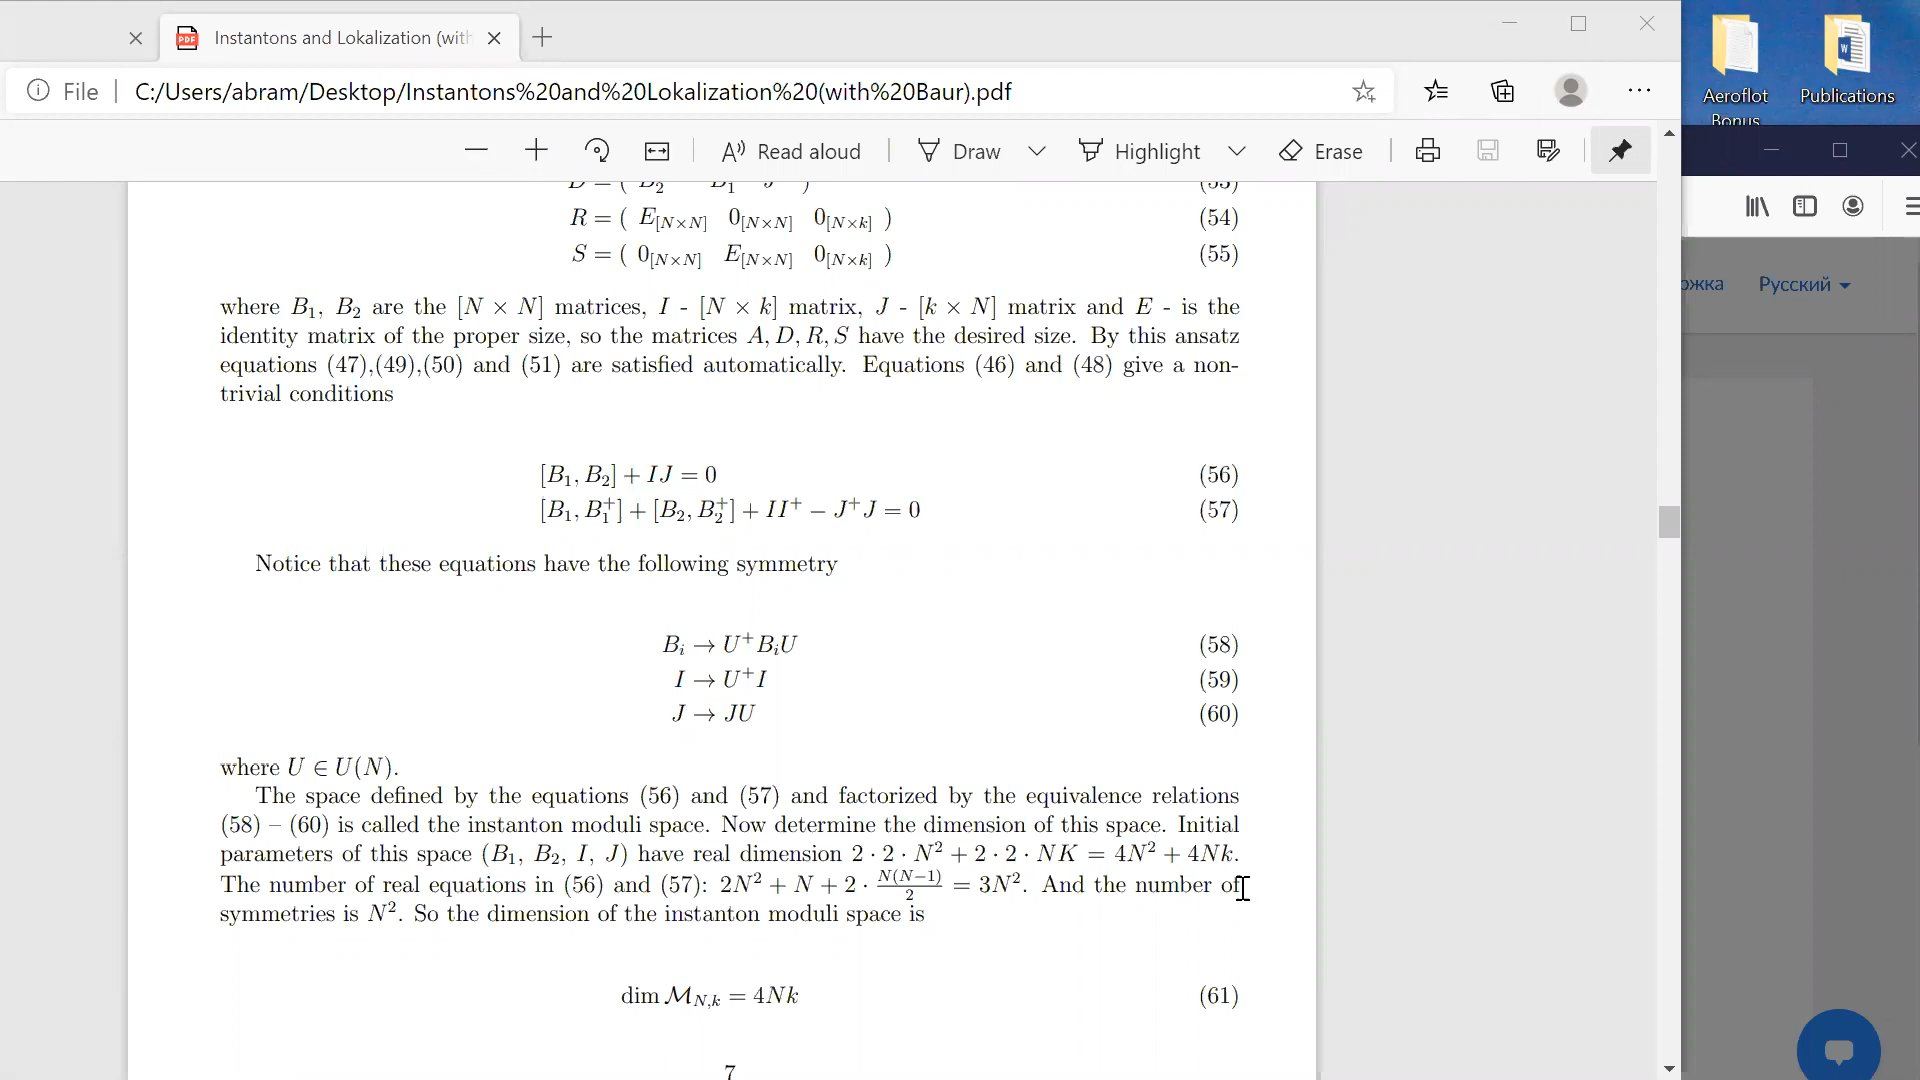 Instantons and Lokalization (with
Aeroflot Bonus
Publications
File
C:/Users/abram/Desktop/Instantons%20and%20Lokalization%20(with%20Baur).pdf
Read aloud
Draw
Highlight
Erase
Русский
(53)
R = ( E[N×N] 0[N×N] 0[N×k] ) (54)
S = ( 0[N×N] E[N×N] 0[N×k] ) (55)
where B₁, B₂ are the [N × N] matrices, I - [N × k] matrix, J - [k × N] matrix and E - is the
identity matrix of the proper size, so the matrices A, D, R, S have the desired size. By this ansatz
equations (47),(49),(50) and (51) are satisfied automatically. Equations (46) and (48) give a non-
trivial conditions
[B₁, B₂] + IJ = 0 (56)
[B₁, B₁⁺] + [B₂, B₂⁺] + II⁺ − J⁺J = 0 (57)
Notice that these equations have the following symmetry
Bᵢ → U⁺BᵢU (58)
I → U⁺I (59)
J → JU (60)
where U ∈ U(N).
The space defined by the equations (56) and (57) and factorized by the equivalence relations
(58) – (60) is called the instanton moduli space. Now determine the dimension of this space. Initial
parameters of this space (B₁, B₂, I, J) have real dimension 2 · 2 · N² + 2 · 2 · NK = 4N² + 4Nk.
The number of real equations in (56) and (57): 2N² + N + 2 · N(N−1)/2 = 3N². And the number of
symmetries is N². So the dimension of the instanton moduli space is
dim M_N,k = 4Nk (61)
7